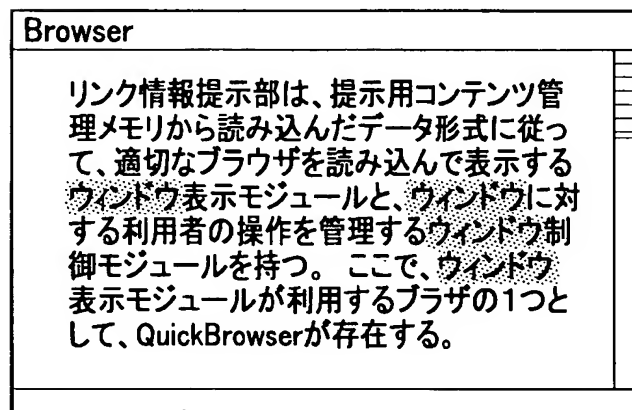 Browser
リンク情報提示部は、提示用コンテンツ管
理メモリから読み込んだデータ形式に従っ
て、適切なブラウザを読み込んで表示する
ウィンドウ表示モジュールと、ウィンドウに対
する利用者の操作を管理するウィンドウ制
御モジュールを持つ。 ここで、ウィンドウ
表示モジュールが利用するブラザの1つと
して、QuickBrowserが存在する。